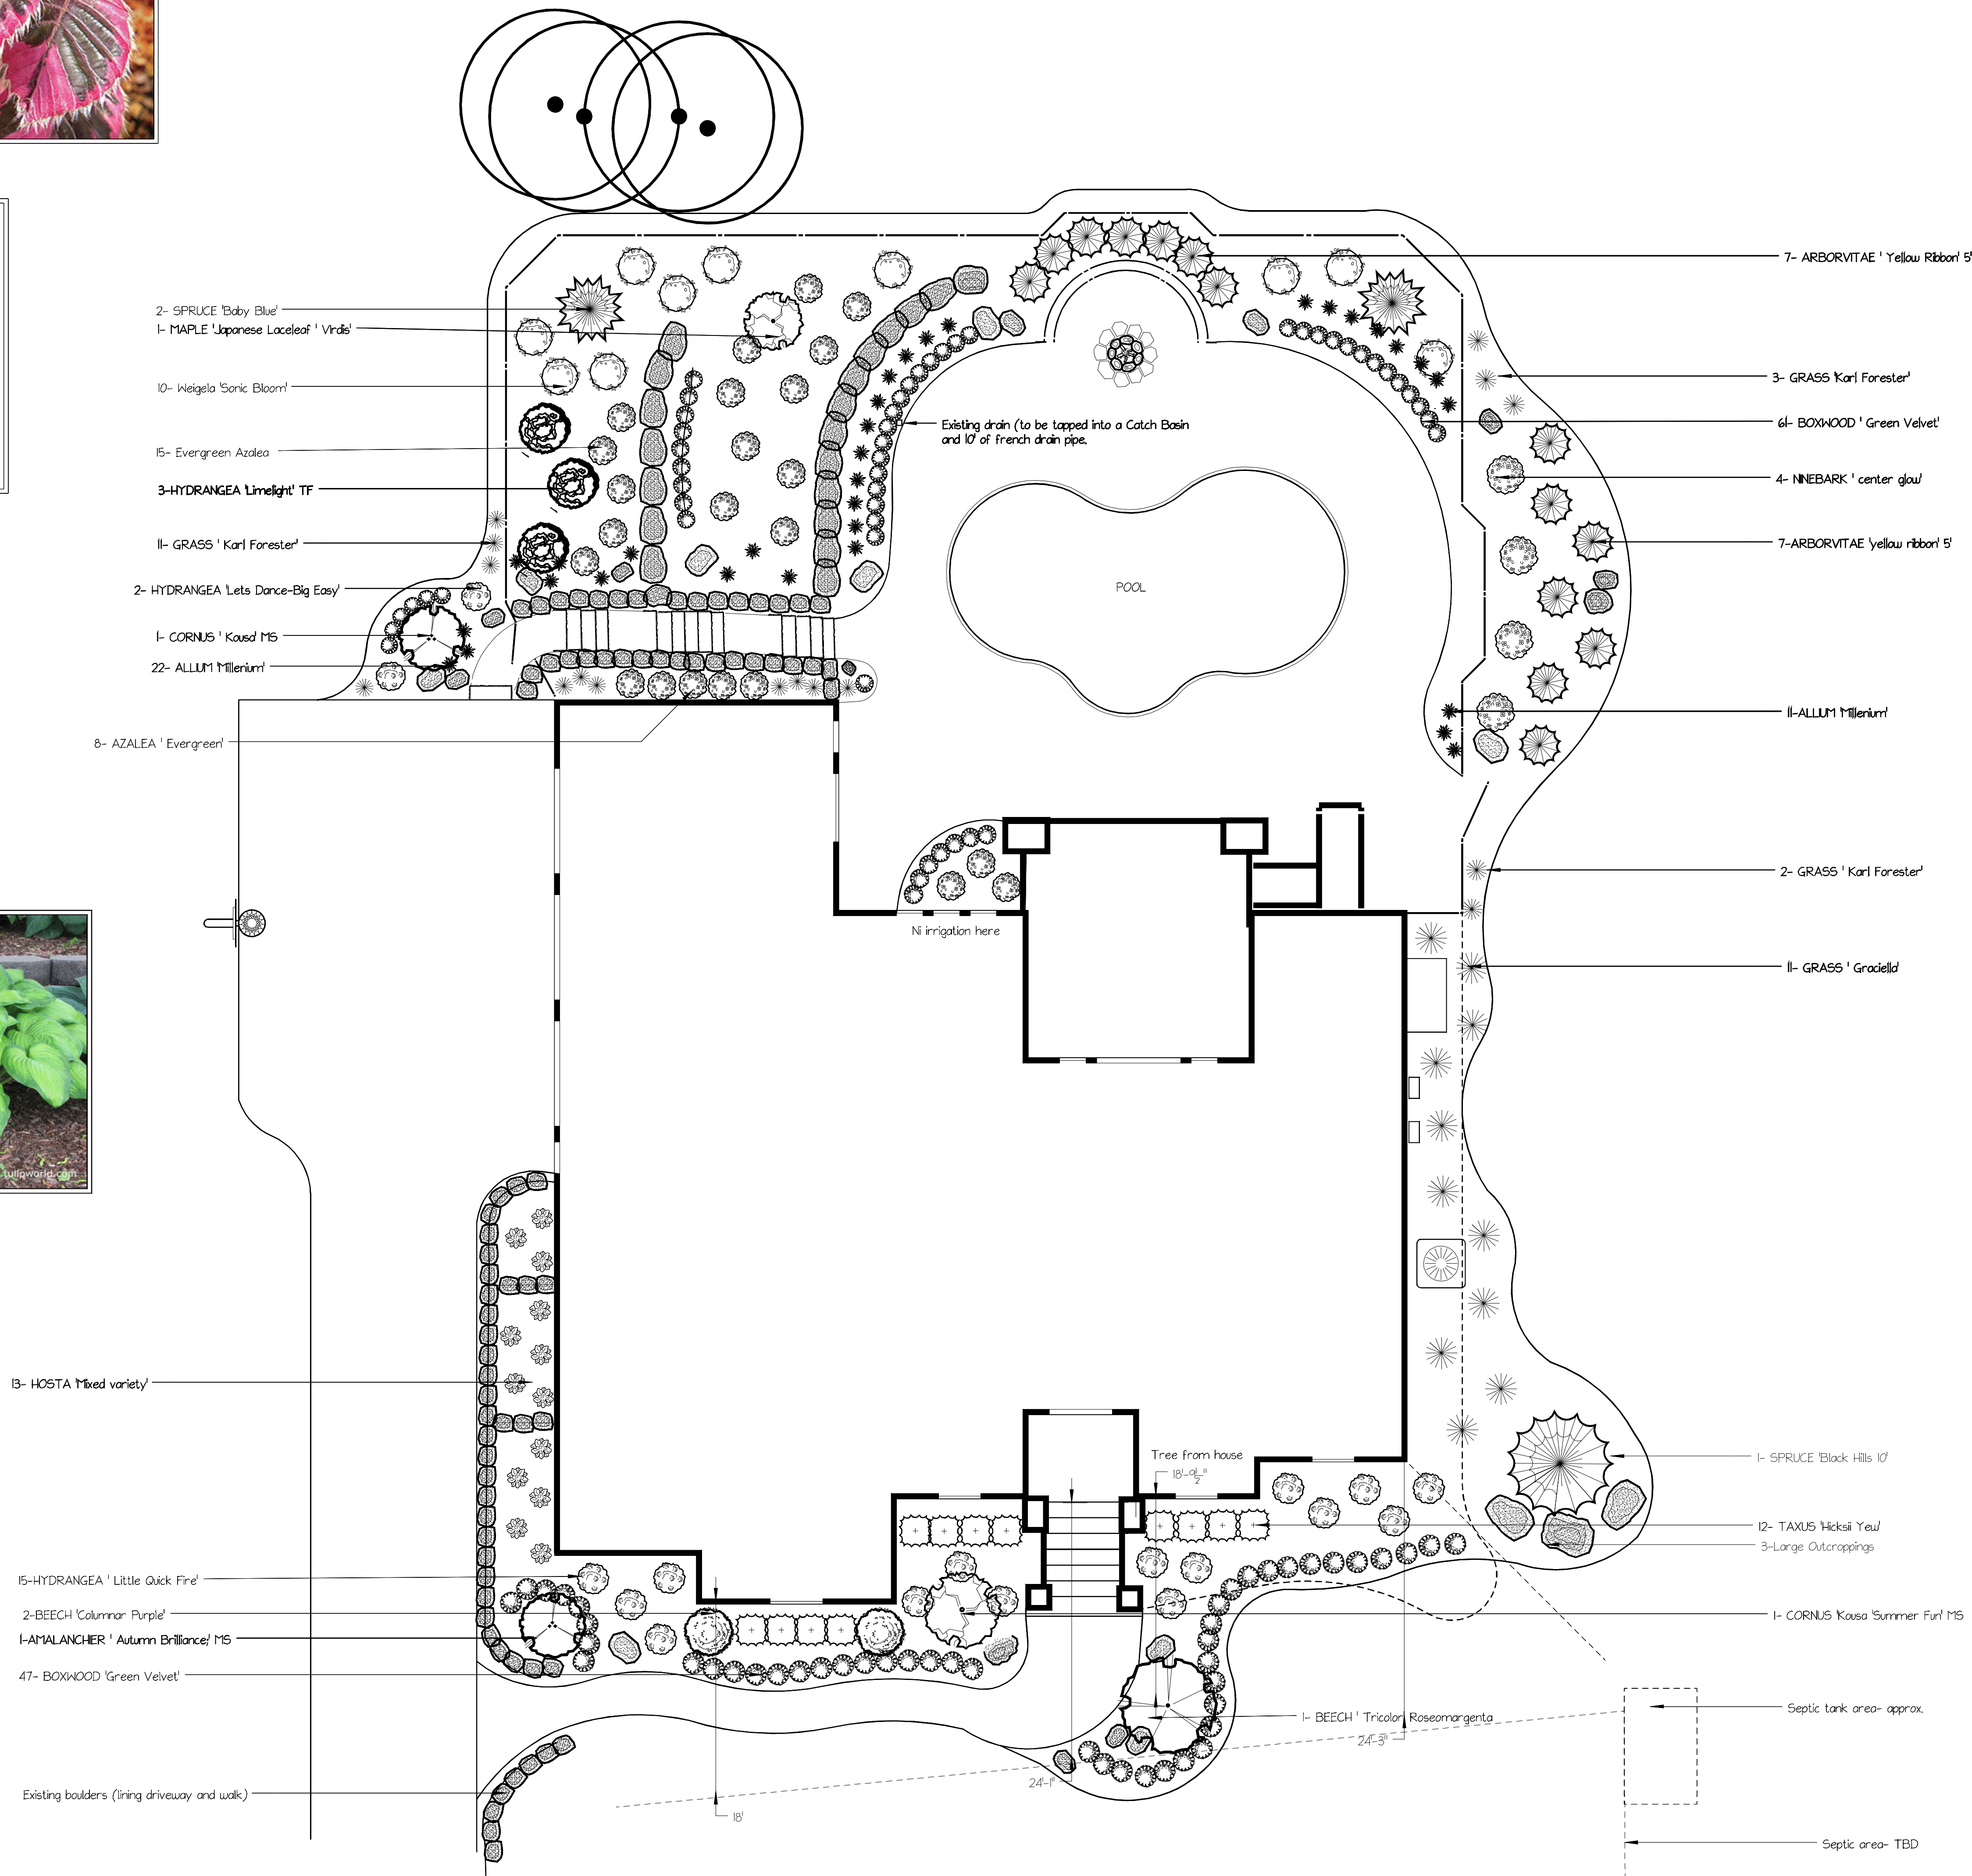 7- ARBORVITAE ' Yellow Ribbon' 5'
2- SPRUCE 'Baby Blue'
1- MAPLE 'Japanese Laceleaf ' Virdis'
3- GRASS 'Karl Forester'
10- Weigela 'Sonic Bloom'
61- BOXWOOD ' Green Velvet'
Existing drain (to be tapped into a Catch Basin
and 10' of french drain pipe.
15- Evergreen Azalea
4- NINEBARK ' center glow'
3-HYDRANGEA 'Limelight' TF
11- GRASS ' Karl Forester'
7-ARBORVITAE 'yellow ribbon' 5'
POOL
2- HYDRANGEA 'Lets Dance-Big Easy'
1- CORNUS ' Kousa' MS
22- ALLIUM 'Millenium'
11-ALLIUM 'Millenium'
8- AZALEA ' Evergreen'
2- GRASS ' Karl Forester'
Ni irrigation here
11- GRASS ' Graciella'
tulipworld.com
13- HOSTA 'Mixed variety'
Tree from house
18'-9½"
1- SPRUCE 'Black Hills 10'
12- TAXUS 'Hicksii Yew'
3-Large Outcroppings
15-HYDRANGEA ' Little Quick Fire'
2-BEECH 'Columnar Purple'
1- CORNUS 'Kousa 'Summer Fun' MS
1-AMALANCHIER ' Autumn Brilliance;' MS
47- BOXWOOD 'Green Velvet'
Septic tank area- approx.
1- BEECH ' Tricolor Roseomargenta
24'-3"
24'-1"
Existing boulders (lining driveway and walk)
18'
Septic area- TBD